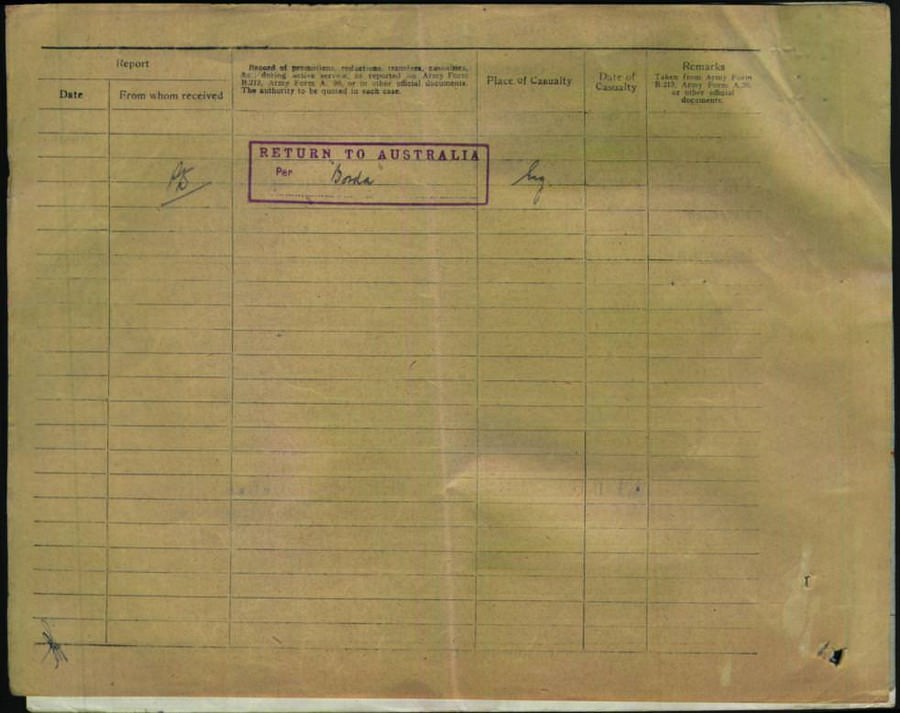 Report
Date
From whom received
Record of promotions, reductions, transfers, casualties,
&c., during active service, as reported on Army Form
B.213, Army Form A. 36, or in other official documents.
The authority to be quoted in each case.
Place of Casualty
Date of
Casualty
Remarks
Taken from Army Form
B.213, Army Form A.36,
or other official
documents.
RETURN TO AUSTRALIA
Per "Borda"